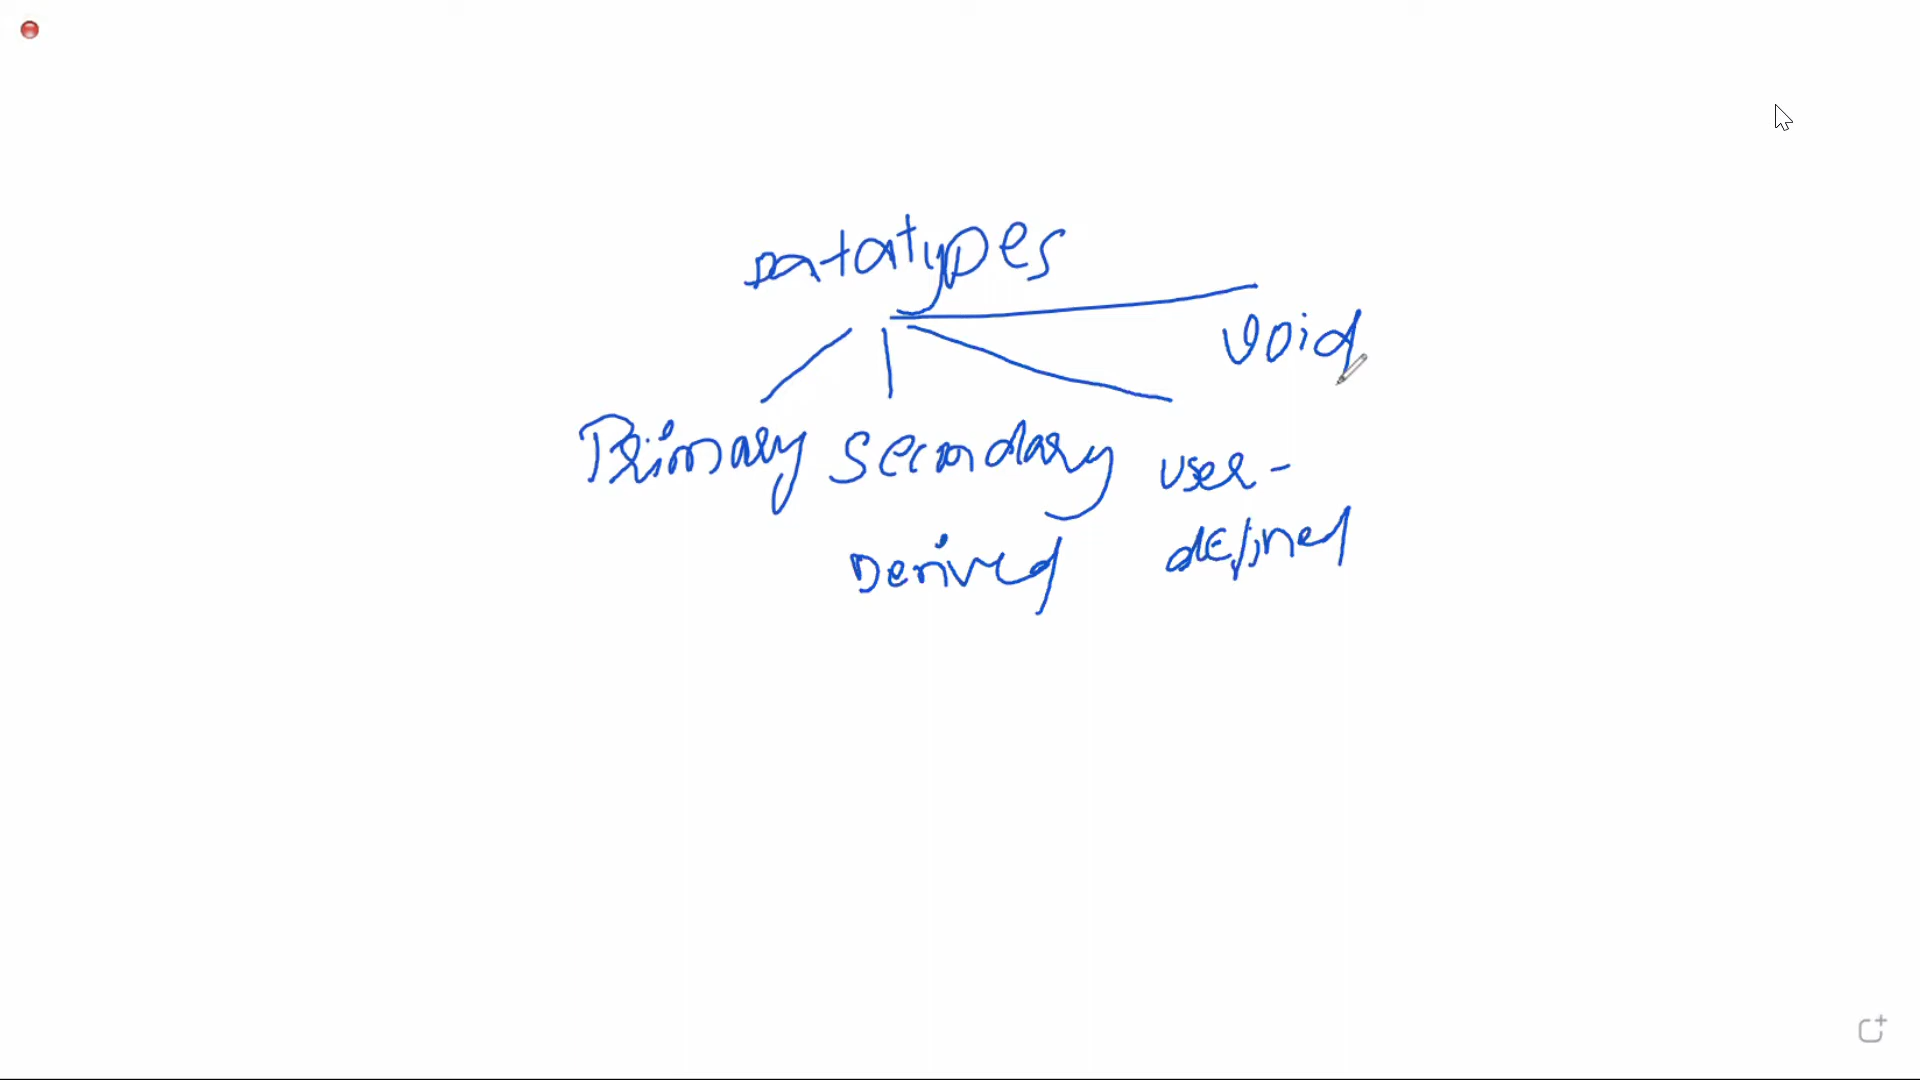 Datatypes
void
Primary secondary user-
defined
Derived